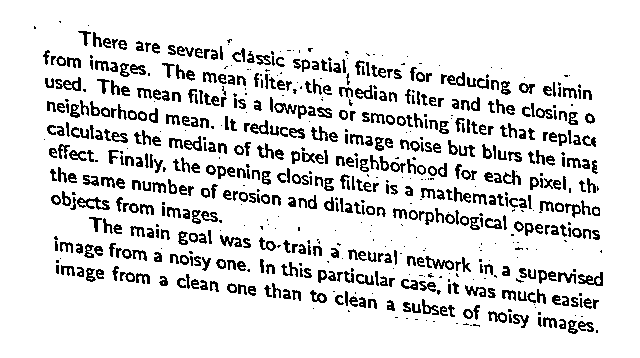 There are several classic spatial filters for reducing or elimin
from images. The mean filter, the median filter and the closing o
used. The mean filter is a lowpass or smoothing filter that replace
neighborhood mean. It reduces the image noise but blurs the imag
calculates the median of the pixel neighborhood for each pixel, th
effect. Finally, the opening closing filter is a mathematical morpho
the same number of erosion and dilation morphological operations
objects from images.
The main goal was to train a neural network in a supervised
image from a noisy one. In this particular case, it was much easier
image from a clean one than to clean a subset of noisy images.